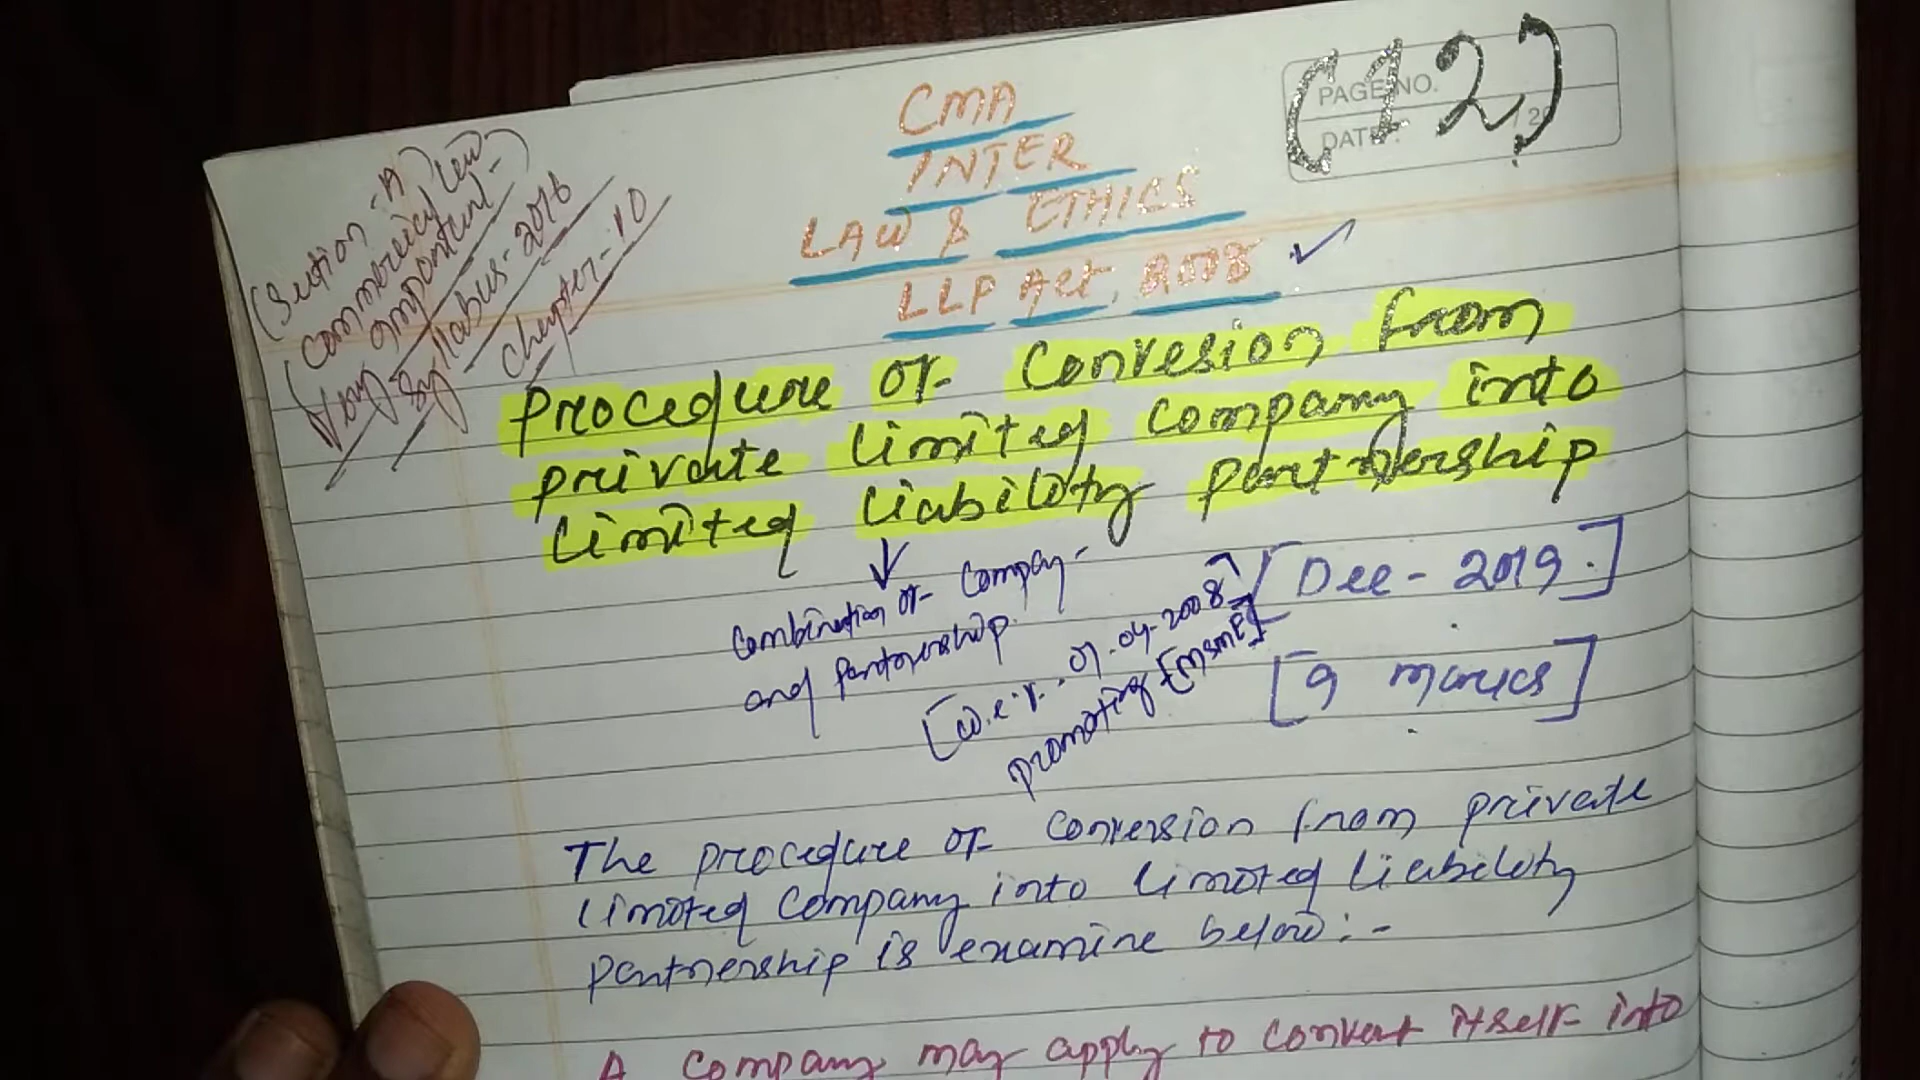 CMA
INTER
LAW & ETHICS
LLP Act, 2008 ✓
(12)
PAGE NO.
DATE:
/ 20
(Section - A)
(Commercial Law)
Very important -
Syllabus - 2016
Chapter - 10
Procedure of Convesion from
private limited company into
limited liability partnership
Combination of Company
and partnership
[w.e.f. - 01-04-2008]
promoting [MSME]
[Dec - 2019.]
[9 marks]
The procedure of conversion from private
limited Company into limited liability
partnership is examine below : -
A company may apply to convert itself into